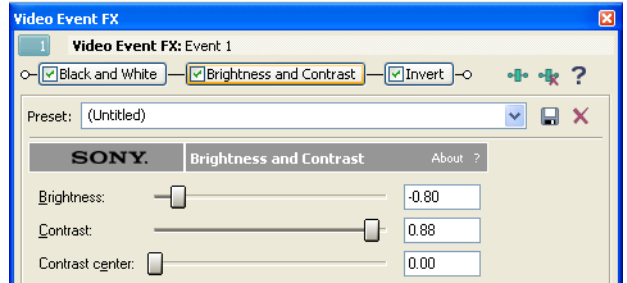 Video Event FX
1 Video Event FX: Event 1
Black and White Brightness and Contrast Invert ?
Preset: (Untitled)
SONY. Brightness and Contrast About ?
Brightness: -0.80
Contrast: 0.88
Contrast center: 0.00